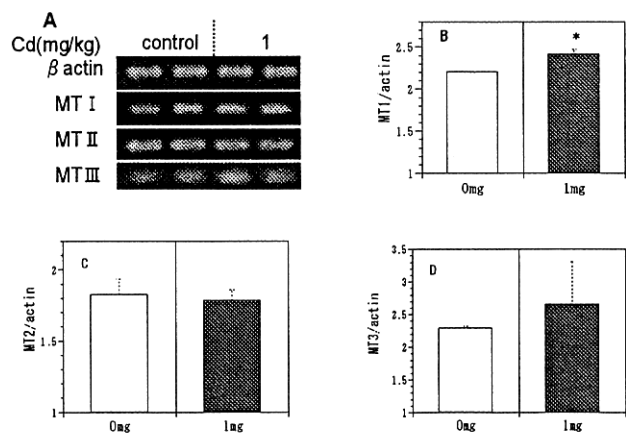 A
Cd(mg/kg) control 1
β actin
MT I
MT II
MT III
B
*
MT1/actin
2.5
2
1.5
1
0mg 1mg
C
MT2/actin
2
1.5
1
0mg 1mg
D
MT3/actin
3.5
3
2.5
2
1.5
1
0mg 1mg